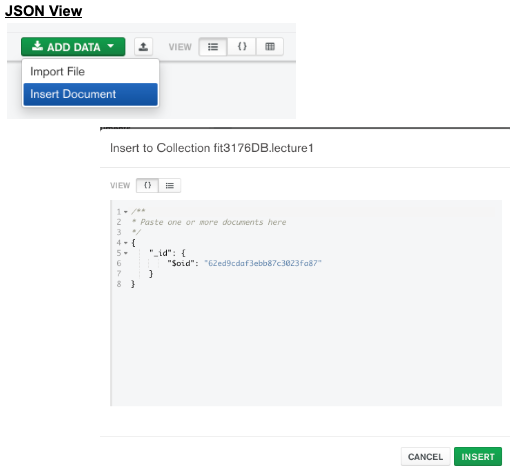 JSON View
ADD DATA VIEW {}
Import File
Insert Document
Insert to Collection fit3176DB.lecture1
VIEW {}
1 /**
2 * Paste one or more documents here
3 */
4 {
5 "_id": {
6 "$oid": "62ed9cdaf3ebb87c3023fa87"
7 }
8 }
CANCEL INSERT